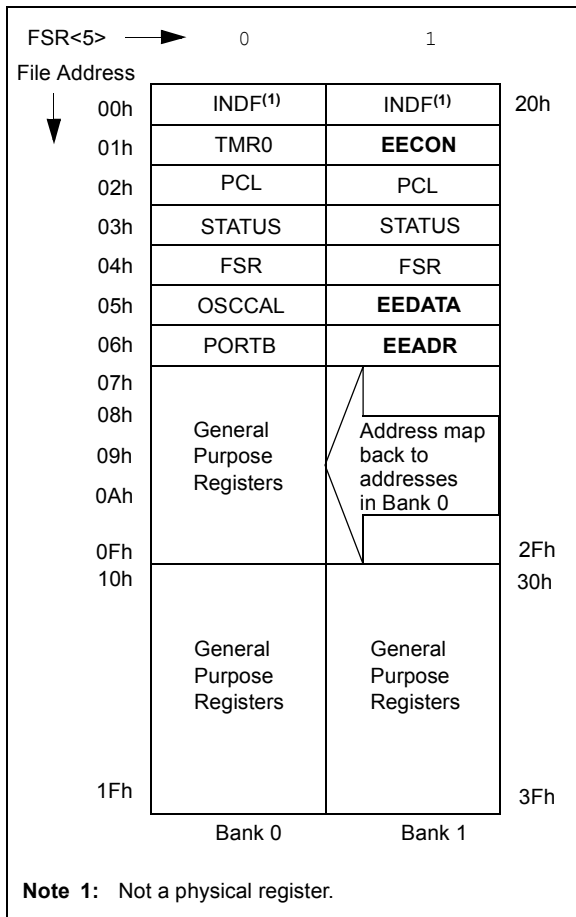 FSR<5> 0 1
File Address
00h INDF(1) INDF(1) 20h
01h TMR0 EECON
02h PCL PCL
03h STATUS STATUS
04h FSR FSR
05h OSCCAL EEDATA
06h PORTB EEADR
07h
08h
General Address map
09h
Purpose back to
Registers addresses
0Ah
in Bank 0
0Fh 2Fh
10h 30h
General General
Purpose Purpose
Registers Registers
1Fh 3Fh
Bank 0 Bank 1
Note 1: Not a physical register.